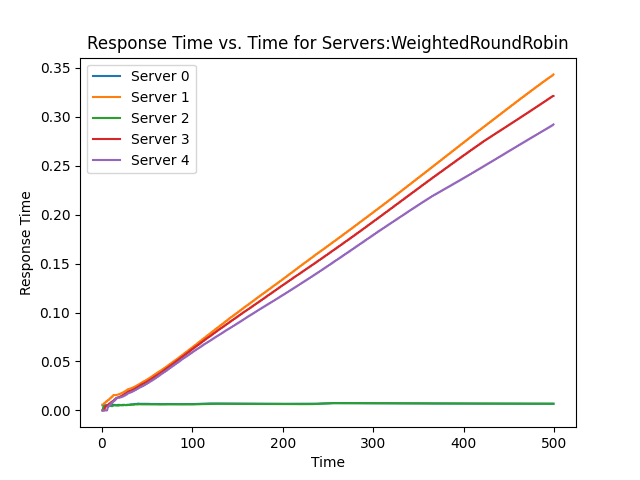 Response Time vs. Time for Servers:WeightedRoundRobin
Server 0
Server 1
Server 2
Server 3
Server 4
Response Time
0.35
0.30
0.25
0.20
0.15
0.10
0.05
0.00
0 100 200 300 400 500
Time